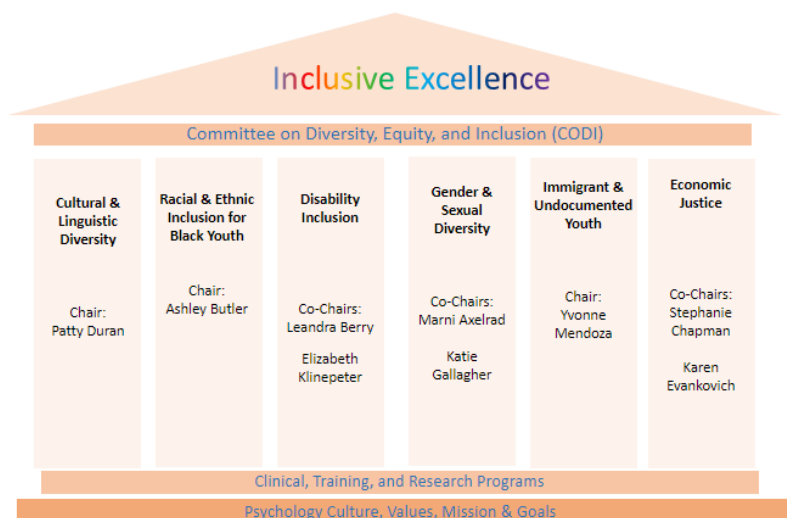 Inclusive Excellence
Committee on Diversity, Equity, and Inclusion (CODI)
Cultural &
Linguistic
Diversity
Chair:
Patty Duran
Racial & Ethnic
Inclusion for
Black Youth
Chair:
Ashley Butler
Disability
Inclusion
Co-Chairs:
Leandra Berry
Elizabeth
Klinepeter
Gender &
Sexual
Diversity
Co-Chairs:
Marni Axelrad
Katie
Gallagher
Immigrant &
Undocumented
Youth
Chair:
Yvonne
Mendoza
Economic
Justice
Co-Chairs:
Stephanie
Chapman
Karen
Evankovich
Clinical, Training, and Research Programs
Psychology Culture, Values, Mission & Goals